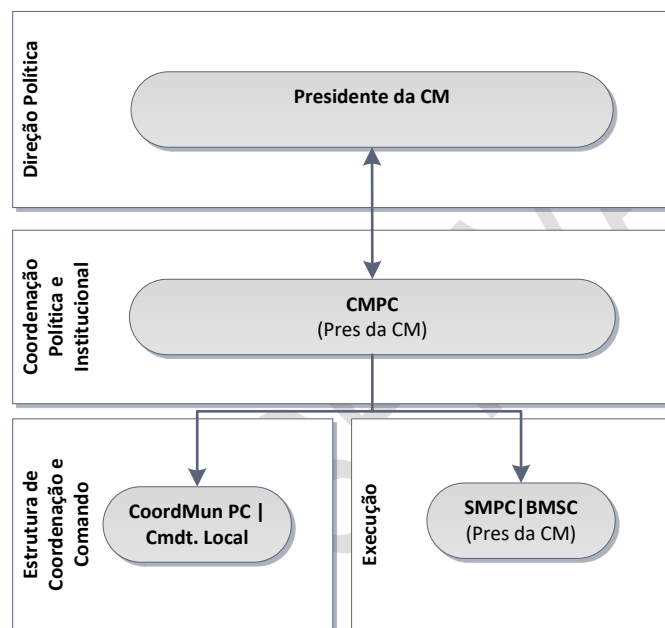 Direção Política
Presidente da CM
Coordenação
Política e
Institucional
CMPC
(Pres da CM)
Estrutura de
Coordenação e
Comando
CoordMun PC |
Cmdt. Local
Execução
SMPC|BMSC
(Pres da CM)